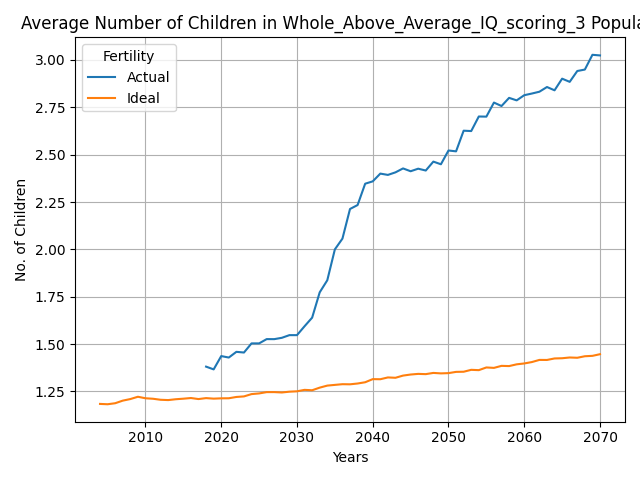 Average Number of Children in Whole_Above_Average_IQ_scoring_3 Popula
Fertility
Actual
Ideal
3.00
2.75
2.50
2.25
2.00
1.75
1.50
1.25
No. of Children
2010 2020 2030 2040 2050 2060 2070
Years